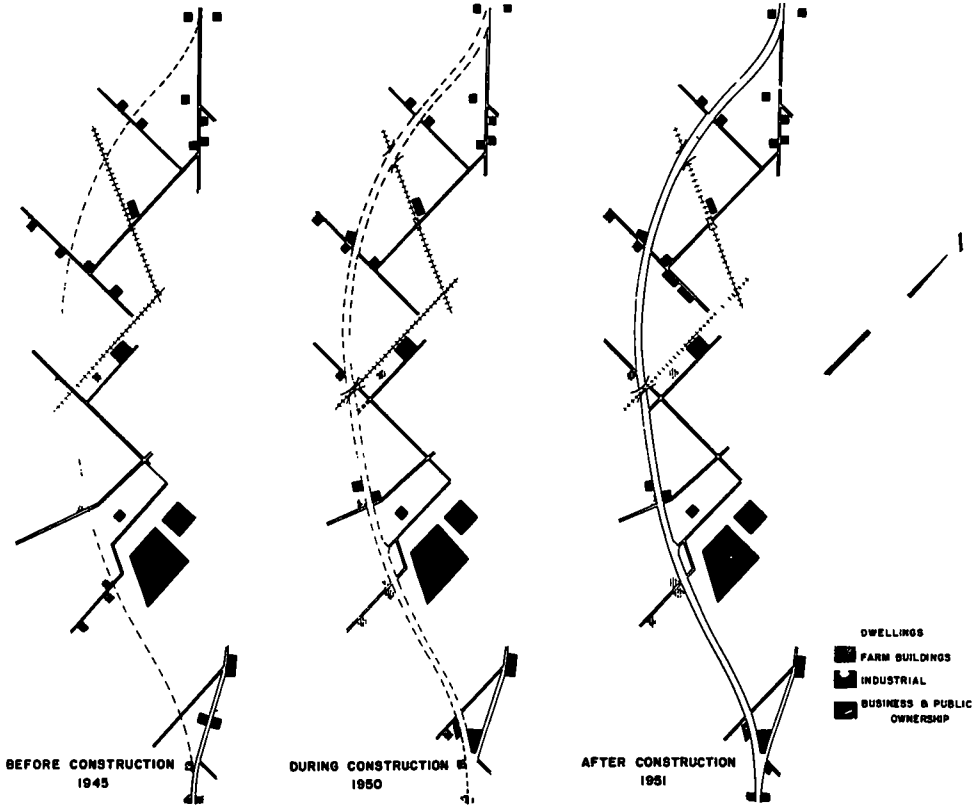 DWELLINGS
FARM BUILDINGS
INDUSTRIAL
BUSINESS & PUBLIC
OWNERSHIP
BEFORE CONSTRUCTION
1945
DURING CONSTRUCTION
1950
AFTER CONSTRUCTION
1951